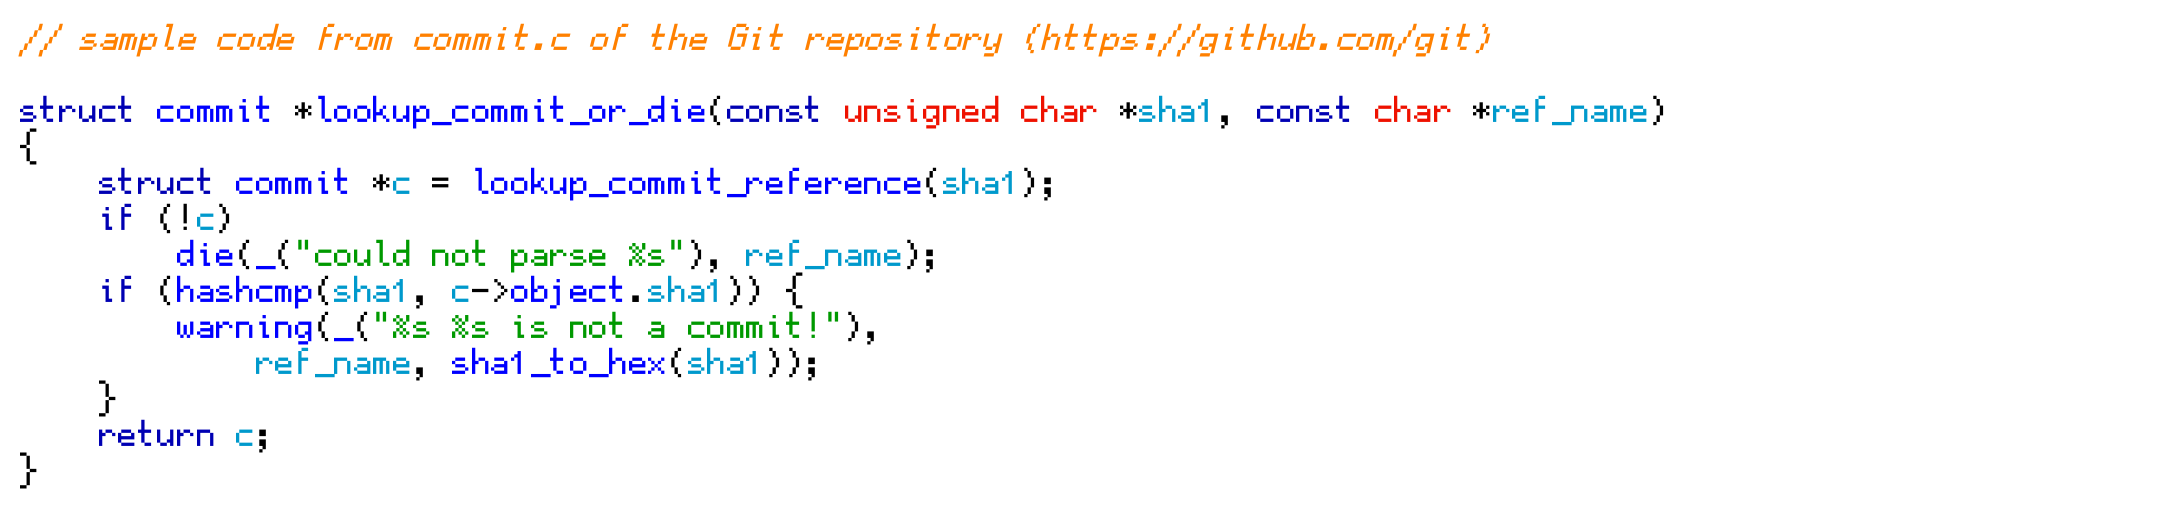 // sample code from commit.c of the Git repository (https://github.com/git)

struct commit *lookup_commit_or_die(const unsigned char *sha1, const char *ref_name)
{
    struct commit *c = lookup_commit_reference(sha1);
    if (!c)
        die(_("could not parse %s"), ref_name);
    if (hashcmp(sha1, c->object.sha1)) {
        warning(_("%s %s is not a commit!"),
            ref_name, sha1_to_hex(sha1));
    }
    return c;
}